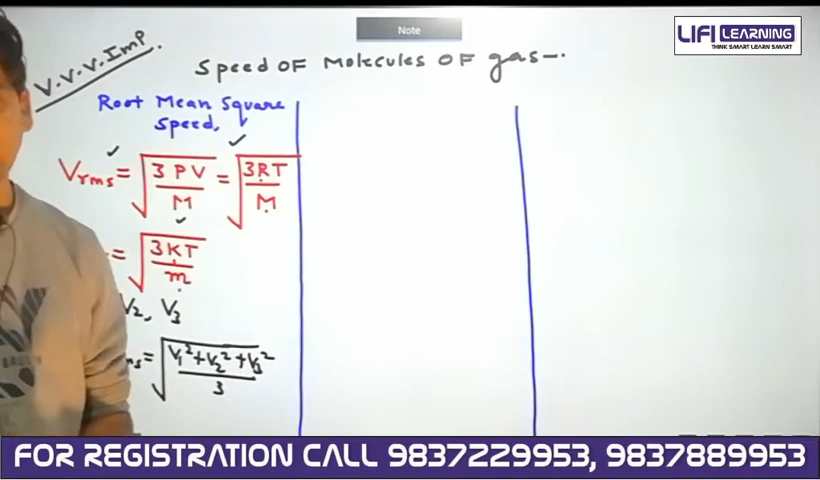 Note
LIFI LEARNING
THINK SMART LEARN SMART
V.V.V.Imp.
Speed OF Molecules OF gas-.
Root Mean Square
Speed,
Vrms = √(3PV/M) = √(3RT/M)
= √(3KT/m)
V2, V3
ms = √((V1² + V2² + V3²)/3)
FOR REGISTRATION CALL 9837229953, 9837889953